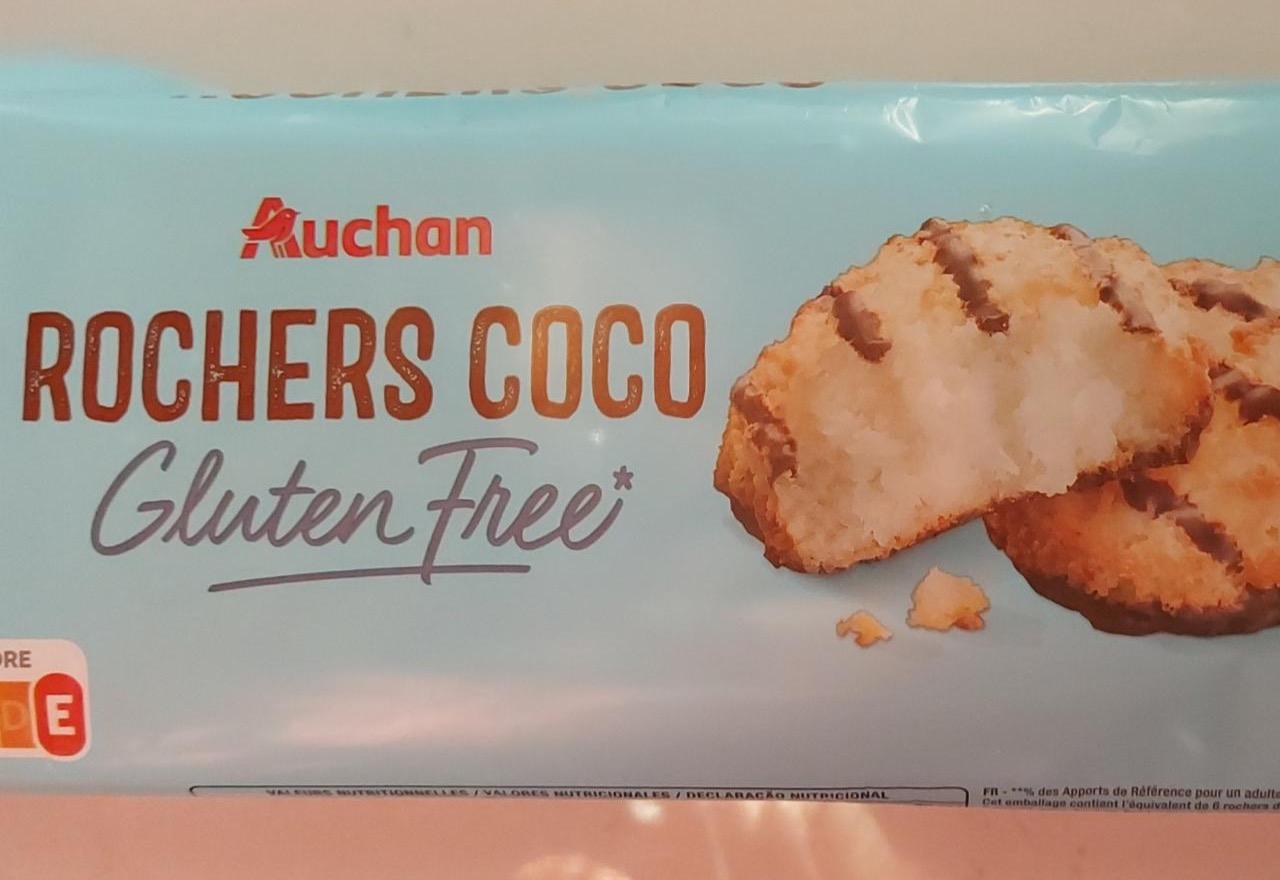 Auchan
ROCHERS COCO
Gluten Free*
ORE
D E
VALEURS NUTRITIONNELLES / VALORES NUTRICIONALES / DECLARAÇÃO NUTRICIONAL
FR - **% des Apports de Référence pour un adulte
Cet emballage contient l'équivalent de 6 rochers d